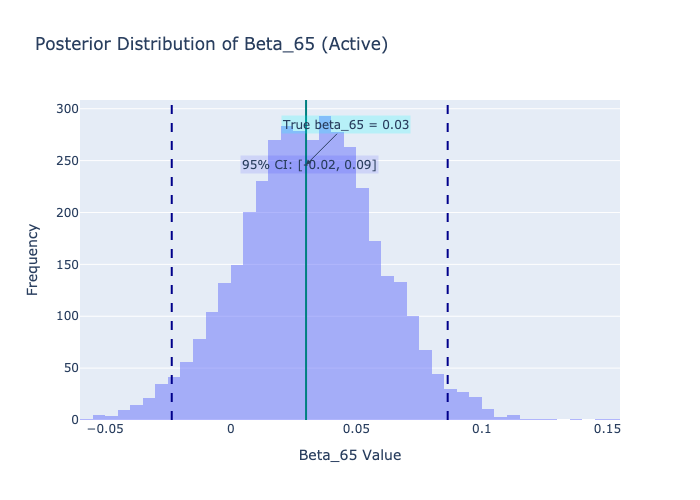 Posterior Distribution of Beta_65 (Active)
300
True beta_65 = 0.03
250
95% CI: [-0.02, 0.09]
200
150
100
50
0
Frequency
−0.05
0
0.05
0.1
0.15
Beta_65 Value